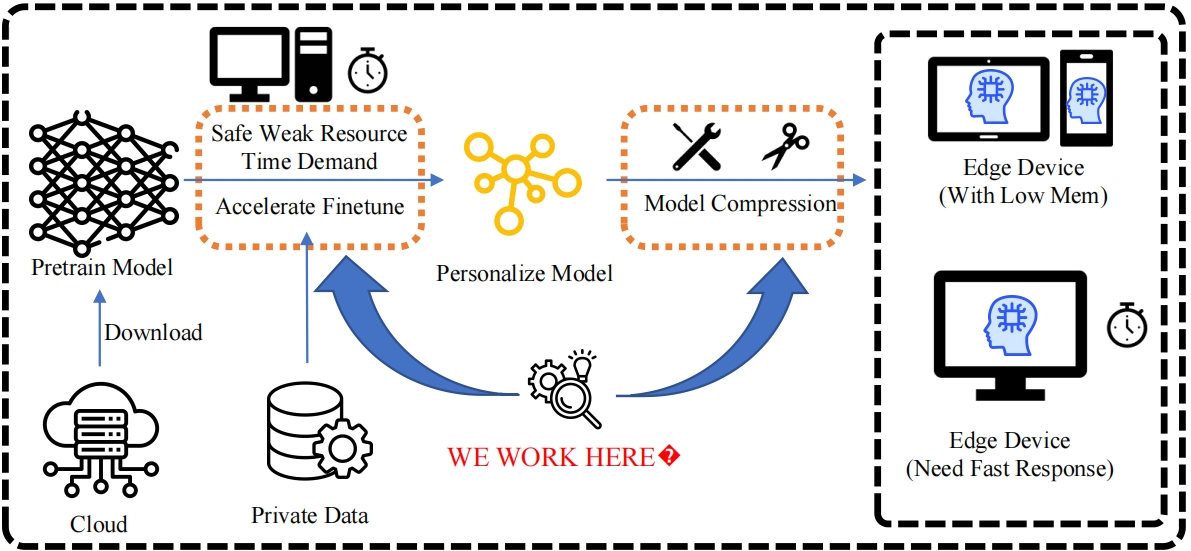 Safe Weak Resource
Time Demand
Accelerate Finetune
Pretrain Model
Download
Cloud
Private Data
Personalize Model
Model Compression
WE WORK HERE�
Edge Device
(With Low Mem)
Edge Device
(Need Fast Response)